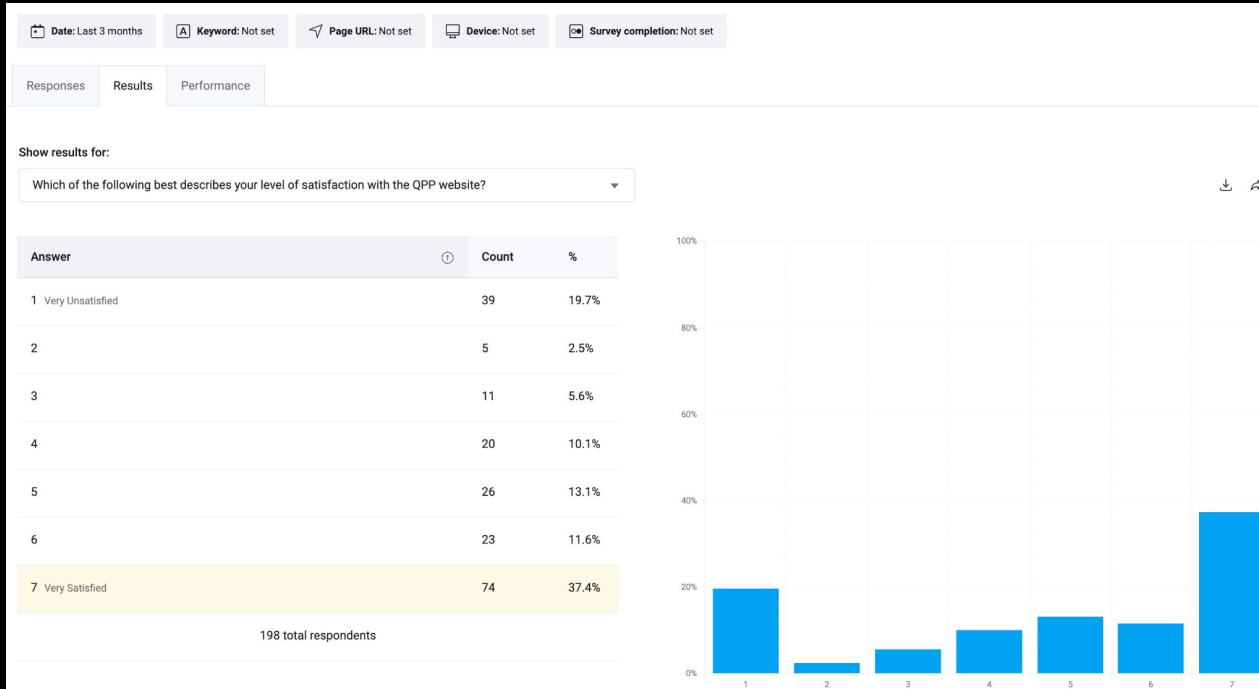 Date: Last 3 months Keyword: Not set Page URL: Not set Device: Not set Survey completion: Not set
Responses Results Performance
Show results for:
Which of the following best describes your level of satisfaction with the QPP website?
Answer Count %
1 Very Unsatisfied 39 19.7%
2 5 2.5%
3 11 5.6%
4 20 10.1%
5 26 13.1%
6 23 11.6%
7 Very Satisfied 74 37.4%
198 total respondents
100%
80%
60%
40%
20%
0%
1 2 3 4 5 6 7